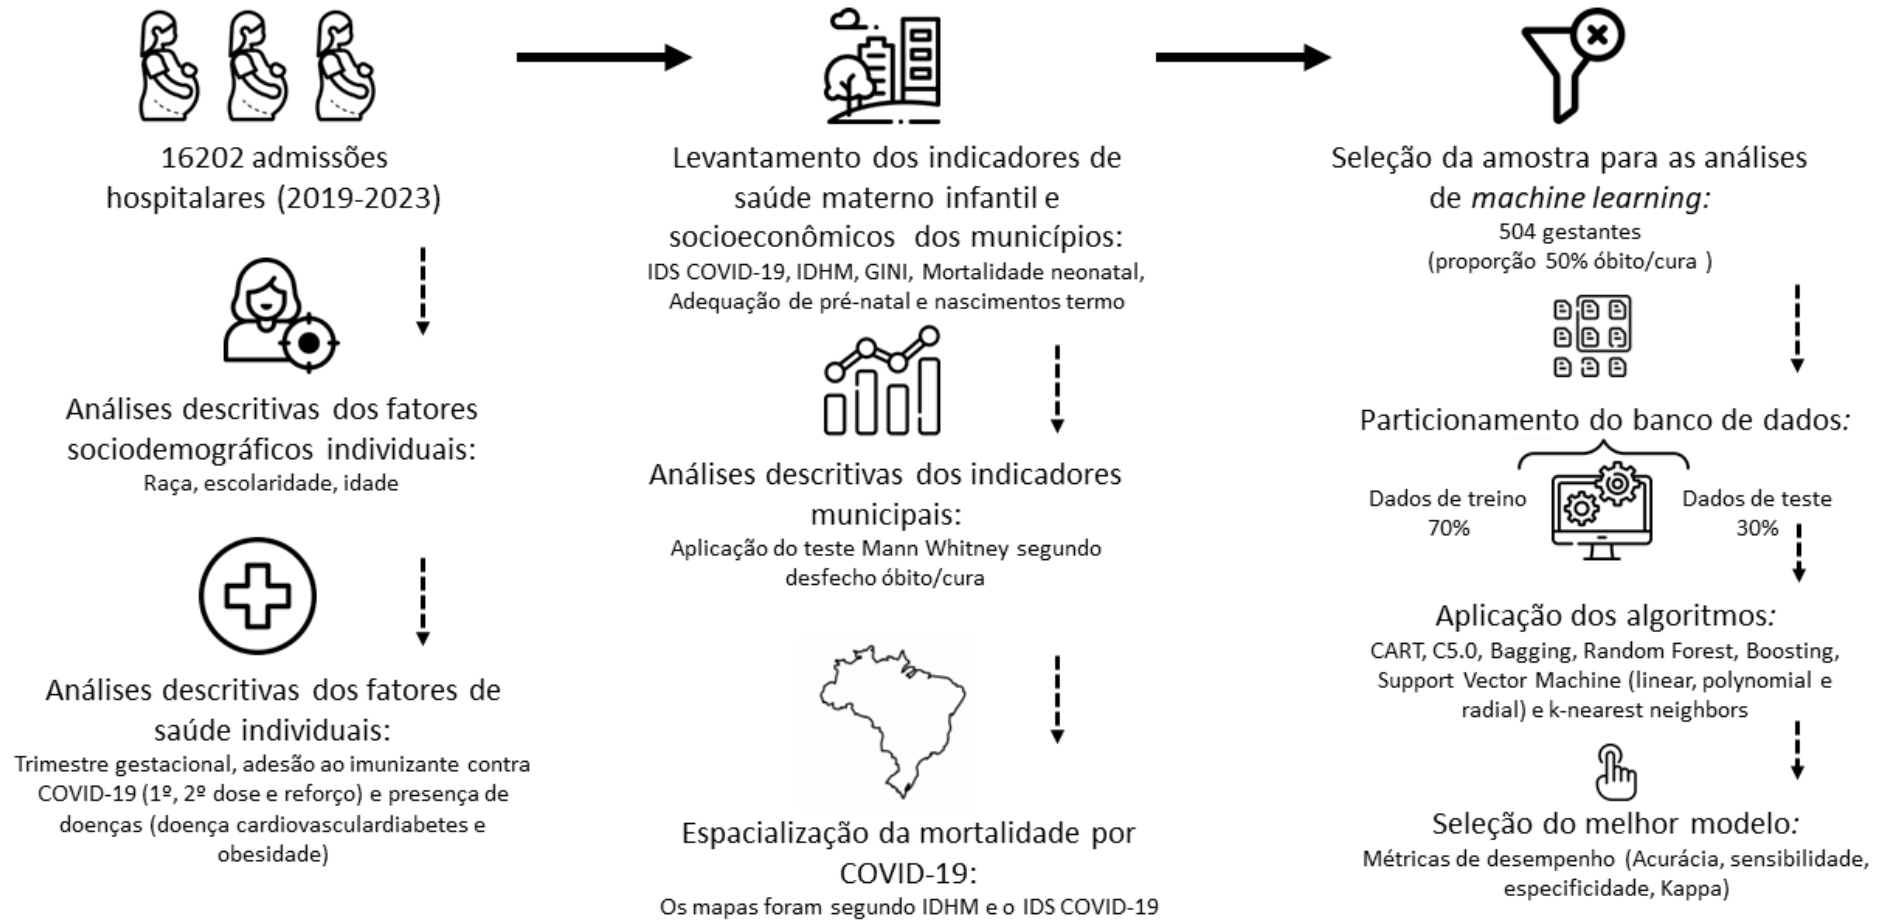 16202 admissões
hospitalares (2019-2023)
Análises descritivas dos fatores
sociodemográficos individuais:
Raça, escolaridade, idade
Análises descritivas dos fatores de
saúde individuais:
Trimestre gestacional, adesão ao imunizante contra
COVID-19 (1º, 2º dose e reforço) e presença de
doenças (doença cardiovasculardiabetes e
obesidade)
Levantamento dos indicadores de
saúde materno infantil e
socioeconômicos dos municípios:
IDS COVID-19, IDHM, GINI, Mortalidade neonatal,
Adequação de pré-natal e nascimentos termo
Análises descritivas dos indicadores
municipais:
Aplicação do teste Mann Whitney segundo
desfecho óbito/cura
Espacialização da mortalidade por
COVID-19:
Os mapas foram segundo IDHM e o IDS COVID-19
Seleção da amostra para as análises
de machine learning:
504 gestantes
(proporção 50% óbito/cura )
Particionamento do banco de dados:
Dados de treino
70%
Dados de teste
30%
Aplicação dos algoritmos:
CART, C5.0, Bagging, Random Forest, Boosting,
Support Vector Machine (linear, polynomial e
radial) e k-nearest neighbors
Seleção do melhor modelo:
Métricas de desempenho (Acurácia, sensibilidade,
especificidade, Kappa)